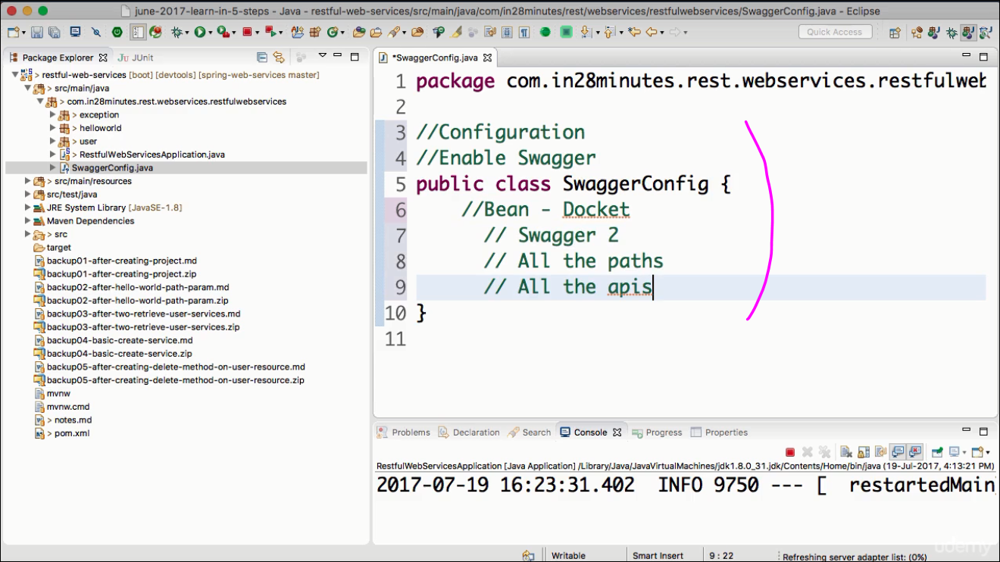 june-2017-learn-in-5-steps - Java - restful-web-services/src/main/java/com/in28minutes/rest/webservices/restfulwebservices/SwaggerConfig.java - Eclipse
Quick Access
Package Explorer
JUnit
> restful-web-services [boot] [devtools] [spring-web-services master]
> src/main/java
> com.in28minutes.rest.webservices.restfulwebservices
> exception
> helloworld
> user
> RestfulWebServicesApplication.java
SwaggerConfig.java
> src/main/resources
> src/test/java
JRE System Library [JavaSE-1.8]
Maven Dependencies
> src
target
backup01-after-creating-project.md
backup01-after-creating-project.zip
backup02-after-hello-world-path-param.md
backup02-after-hello-world-path-param.zip
backup03-after-two-retrieve-user-services.md
backup03-after-two-retrieve-user-services.zip
backup04-basic-create-service.md
backup04-basic-create-service.zip
backup05-after-creating-delete-method-on-user-resource.md
backup05-after-creating-delete-method-on-user-resource.zip
mvnw
mvnw.cmd
> notes.md
> pom.xml
*SwaggerConfig.java
1 package com.in28minutes.rest.webservices.restfulweb
2
3 //Configuration
4 //Enable Swagger
5 public class SwaggerConfig {
6 //Bean - Docket
7 // Swagger 2
8 // All the paths
9 // All the apis
10 }
11
Problems Declaration Search Console Progress Properties
RestfulWebServicesApplication [Java Application] /Library/Java/JavaVirtualMachines/jdk1.8.0_31.jdk/Contents/Home/bin/java (19-Jul-2017, 4:13:21 PM)
2017-07-19 16:23:31.402 INFO 9750 --- [ restartedMain
Writable Smart Insert 9 : 22 Refreshing server adapter list: (0%)
udemy